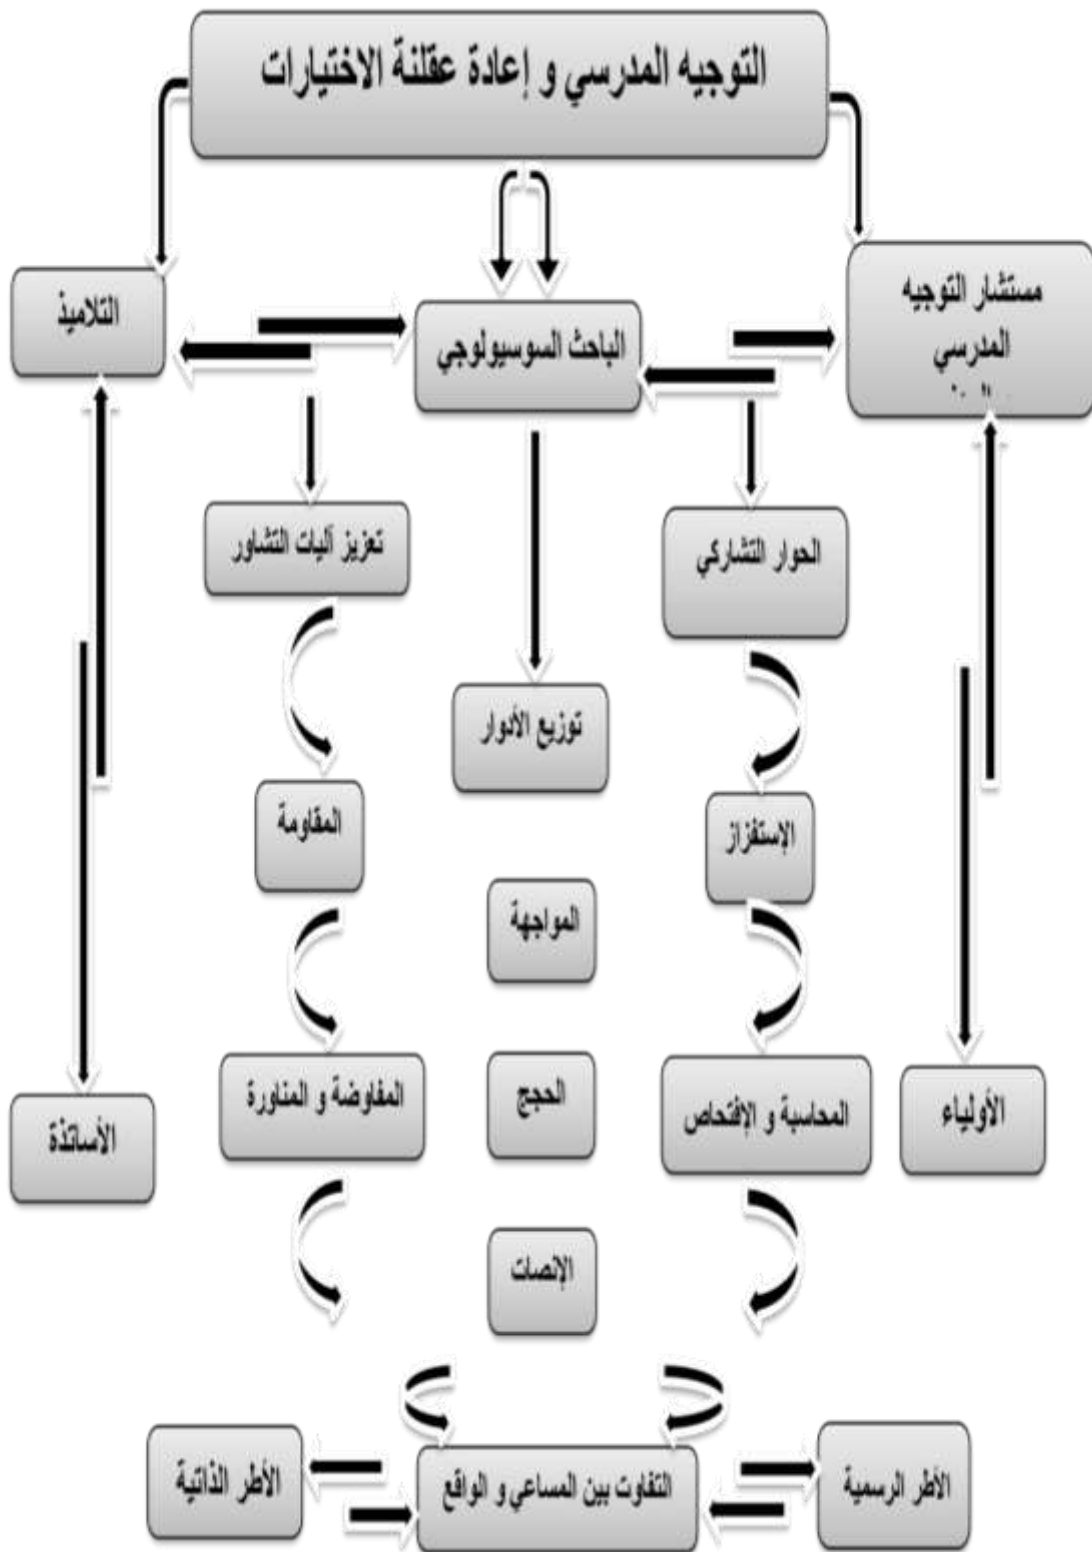 التوجيه المدرسي و إعادة عقلنة الاختيارات
مستشار التوجيه
المدرسي
الباحث السوسيولوجي
التلاميذ
الحوار التشاركي
تعزيز آليات التشاور
توزيع الأدوار
الإستفزاز
المقاومة
المواجهة
الأولياء
المحاسبة و الإفتحاص
الحجج
المفاوضة و المناورة
الأساتذة
الإنصات
الأطر الرسمية
التفاوت بين المساعي و الواقع
الأطر الذاتية